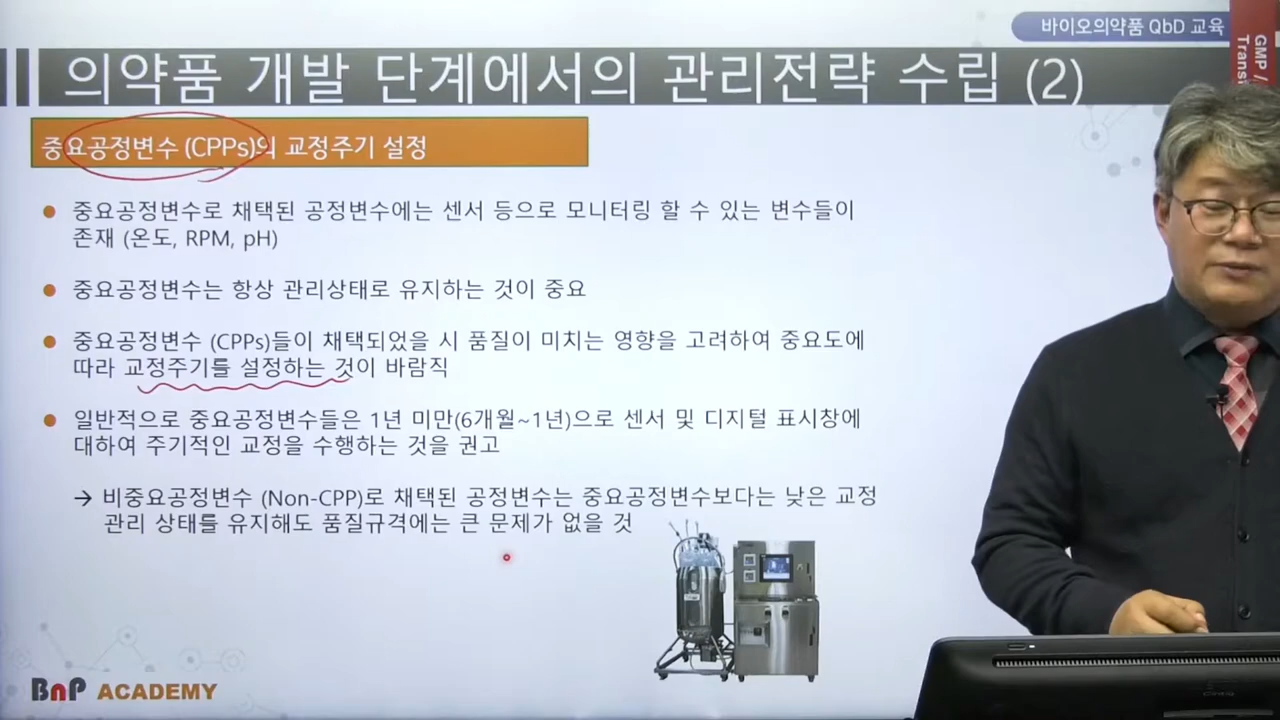 바이오의약품 QbD 교육
GMP /
의약품 개발 단계에서의 관리전략 수립 (2)
중요공정변수 (CPPs)의 교정주기 설정
중요공정변수로 채택된 공정변수에는 센서 등으로 모니터링 할 수 있는 변수들이
존재 (온도, RPM, pH)
중요공정변수는 항상 관리상태로 유지하는 것이 중요
중요공정변수 (CPPs)들이 채택되었을 시 품질이 미치는 영향을 고려하여 중요도에
따라 교정주기를 설정하는 것이 바람직
일반적으로 중요공정변수들은 1년 미만(6개월~1년)으로 센서 및 디지털 표시창에
대하여 주기적인 교정을 수행하는 것을 권고
→ 비중요공정변수 (Non-CPP)로 채택된 공정변수는 중요공정변수보다는 낮은 교정
관리 상태를 유지해도 품질규격에는 큰 문제가 없을 것
BnP ACADEMY